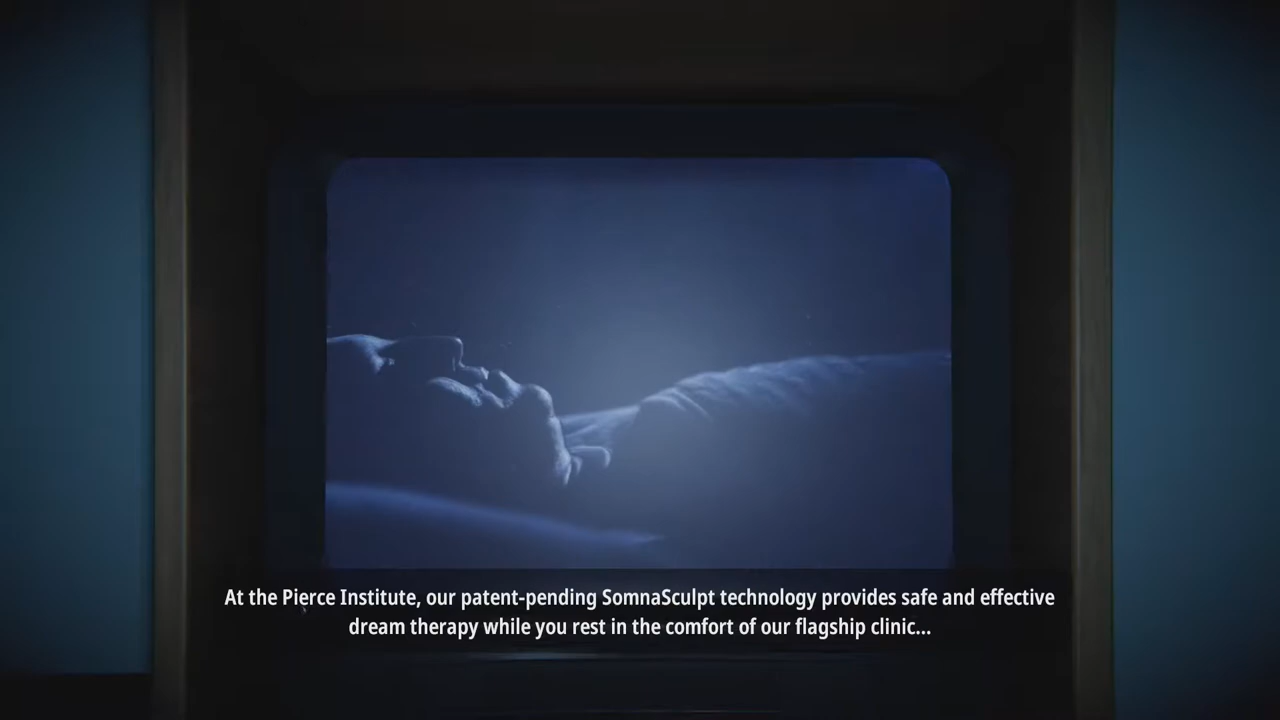 At the Pierce Institute, our patent-pending SomnaSculpt technology provides safe and effective
dream therapy while you rest in the comfort of our flagship clinic...